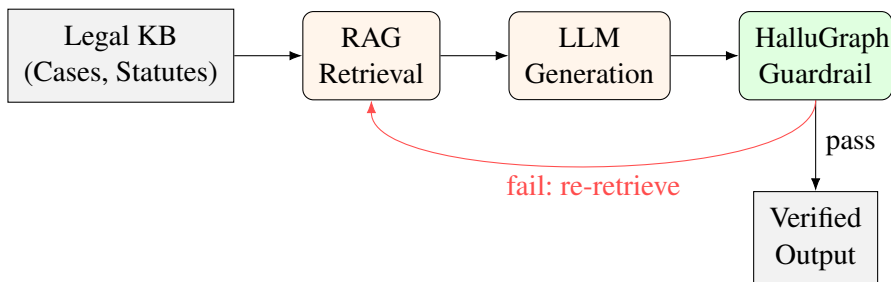 Legal KB
(Cases, Statutes)
RAG
Retrieval
LLM
Generation
HalluGraph
Guardrail
pass
fail: re-retrieve
Verified
Output